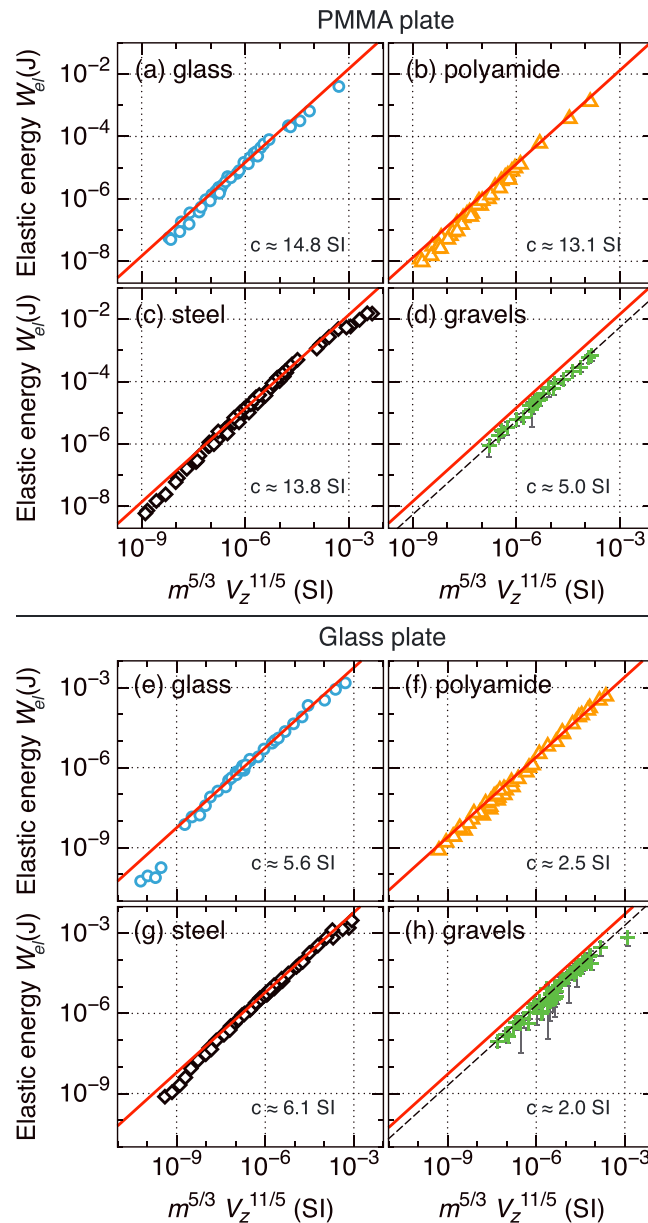 PMMA plate
(a) glass
(b) polyamide
Elastic energy W_el(J)
10⁻²
10⁻⁴
10⁻⁶
10⁻⁸
c ≈ 14.8 SI
c ≈ 13.1 SI
(c) steel
(d) gravels
Elastic energy W_el(J)
10⁻²
10⁻⁴
10⁻⁶
10⁻⁸
c ≈ 13.8 SI
c ≈ 5.0 SI
10⁻⁹ 10⁻⁶ 10⁻³ 10⁻⁹ 10⁻⁶ 10⁻³
m^5/3 V_z^11/5 (SI) m^5/3 V_z^11/5 (SI)
Glass plate
(e) glass
(f) polyamide
Elastic energy W_el(J)
10⁻³
10⁻⁶
10⁻⁹
c ≈ 5.6 SI
c ≈ 2.5 SI
(g) steel
(h) gravels
Elastic energy W_el(J)
10⁻³
10⁻⁶
10⁻⁹
c ≈ 6.1 SI
c ≈ 2.0 SI
10⁻⁹ 10⁻⁶ 10⁻³ 10⁻⁹ 10⁻⁶ 10⁻³
m^5/3 V_z^11/5 (SI) m^5/3 V_z^11/5 (SI)